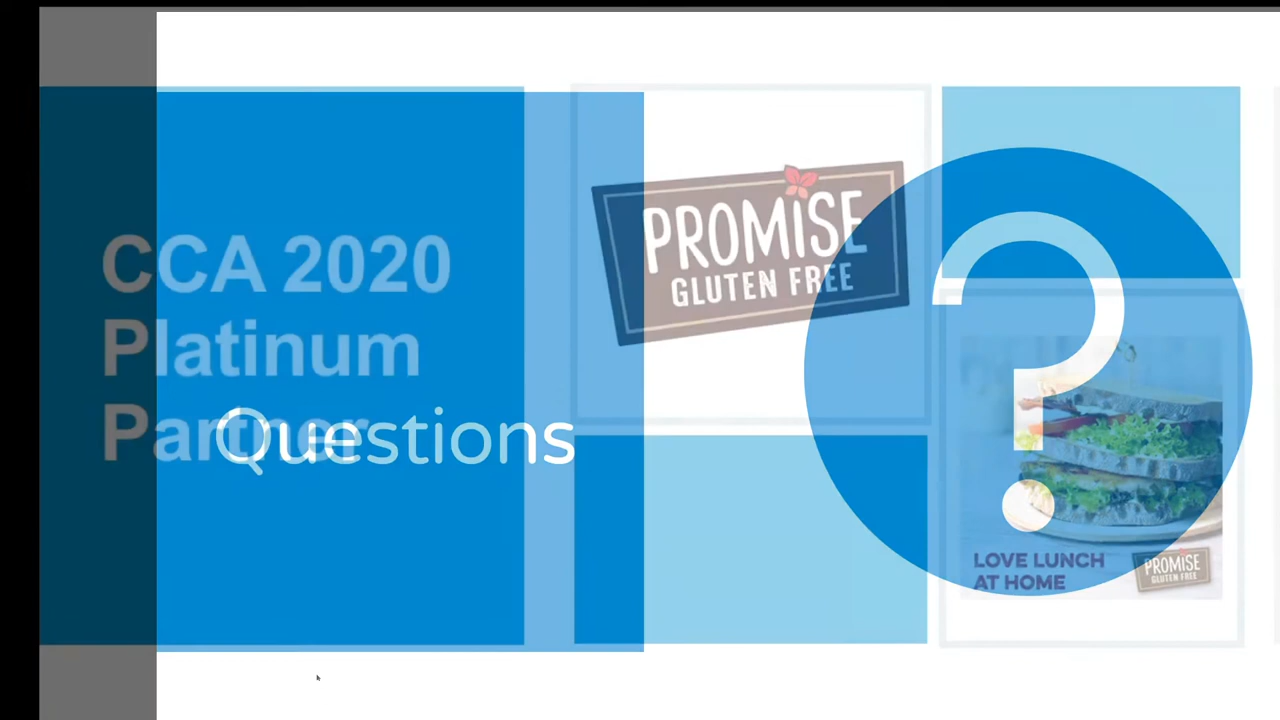 CCA 2020
Platinum
Partner
Questions
PROMISE
GLUTEN FREE
?
LOVE LUNCH
AT HOME
PROMISE
GLUTEN FREE